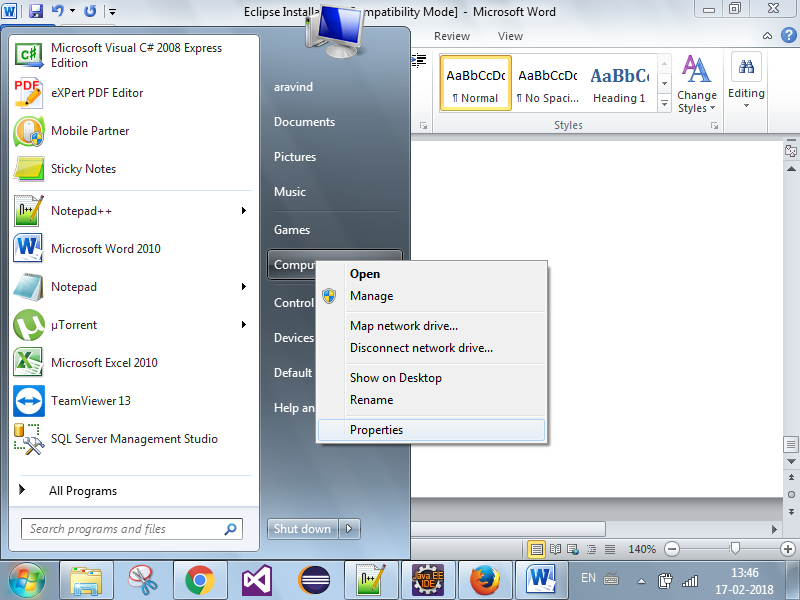 Eclipse Installa
ompatibility Mode] - Microsoft Word
Review
View
AaBbCcDc
AaBbCcDc
AaBbC
¶ Normal
¶ No Spaci...
Heading 1
Change
Styles
Editing
Styles
Microsoft Visual C# 2008 Express
Edition
eXPert PDF Editor
Mobile Partner
Sticky Notes
Notepad++
Microsoft Word 2010
Notepad
µTorrent
Microsoft Excel 2010
TeamViewer 13
SQL Server Management Studio
All Programs
Search programs and files
aravind
Documents
Pictures
Music
Games
Compu
Control
Devices
Default
Help an
Shut down
Open
Manage
Map network drive...
Disconnect network drive...
Show on Desktop
Rename
Properties
140%
EN
13:46
17-02-2018